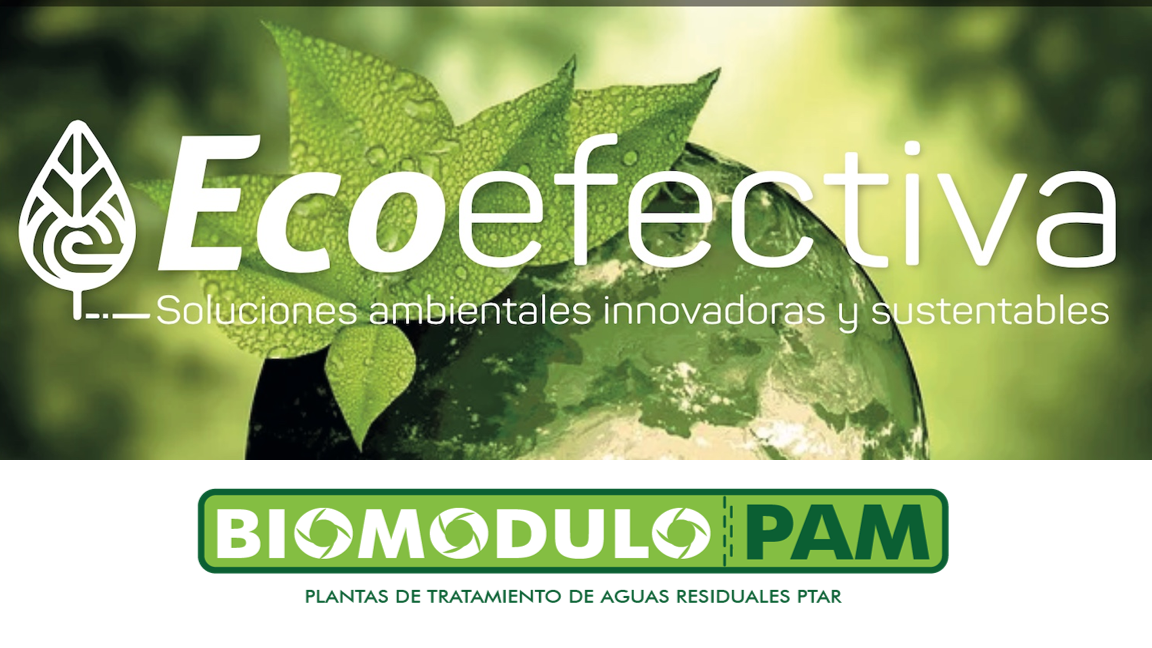 Ecoefectiva
Soluciones ambientales innovadoras y sustentables
BIOMODULO PAM
PLANTAS DE TRATAMIENTO DE AGUAS RESIDUALES PTAR